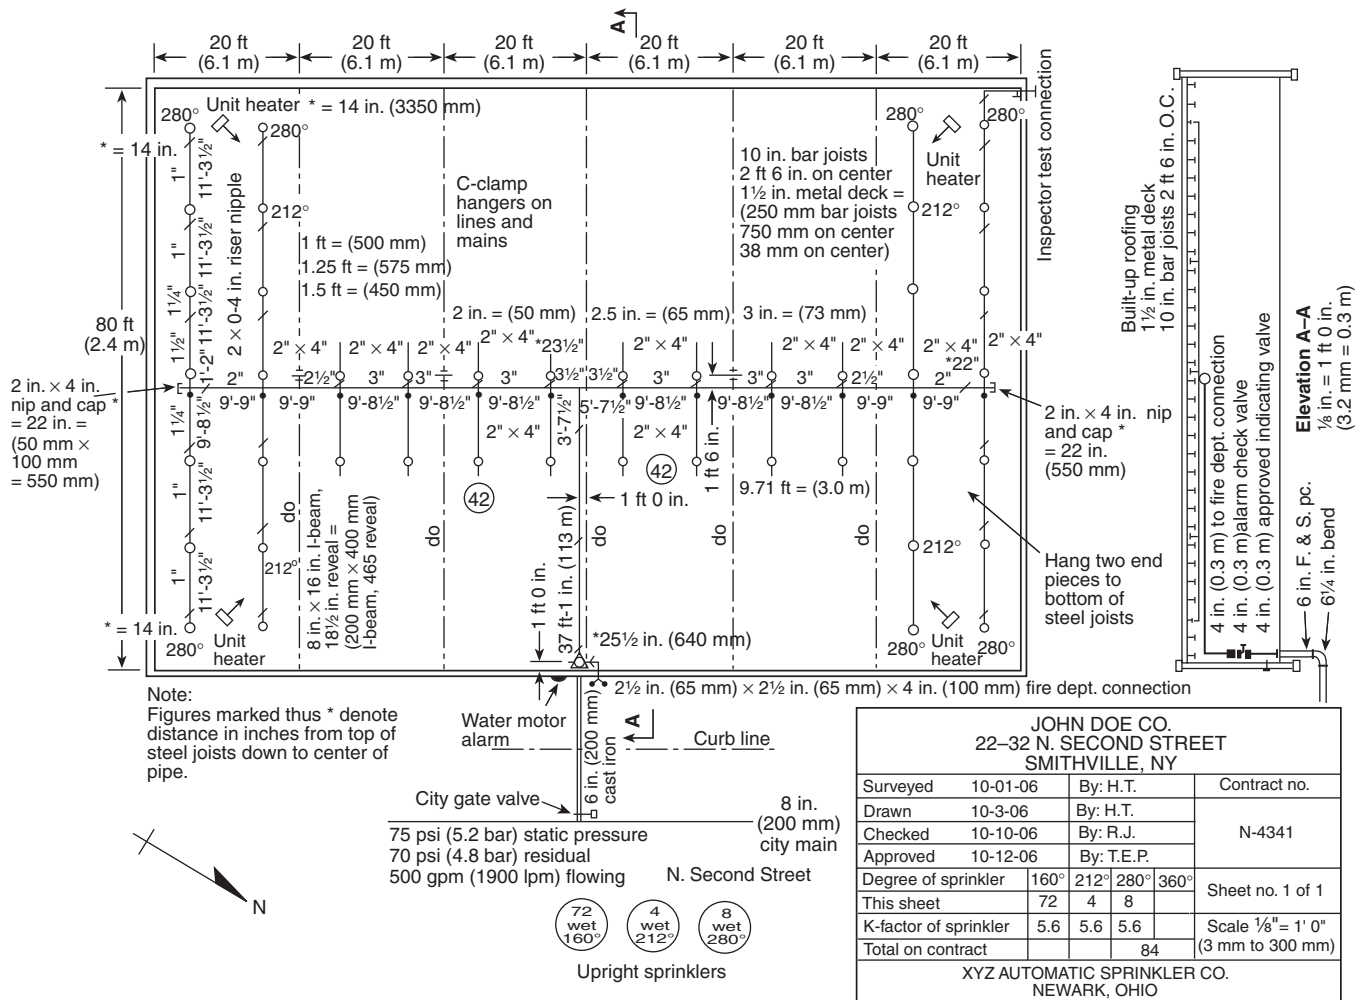 A
20 ft 20 ft 20 ft 20 ft 20 ft 20 ft
(6.1 m) (6.1 m) (6.1 m) (6.1 m) (6.1 m) (6.1 m)
280° Unit heater * = 14 in. (3350 mm)
280°
* = 14 in.
1"
11'-3½"
212°
1"
11'-3½"
1¼"
11'-3½"
1½"
1'-2"
2 × 0-4 in. riser nipple
80 ft
(2.4 m)
C-clamp
hangers on
lines and
mains
1 ft = (500 mm)
1.25 ft = (575 mm)
1.5 ft = (450 mm)
10 in. bar joists
2 ft 6 in. on center
1½ in. metal deck =
(250 mm bar joists
750 mm on center
38 mm on center)
280° 280°
Unit
heater
212°
Inspector test connection
2 in. = (50 mm) 2.5 in. = (65 mm) 3 in. = (73 mm)
2" × 4" 2" × 4" 2" × 4" 2" × 4" *23½" 2" × 4" 2" × 4" 2" × 4" 2" × 4" 2" × 4"
*22"
2" 2½" 3" 3" 3" 3½" 3½" 3" 3" 3" 2½" 2"
9'-9" 9'-9" 9'-8½" 9'-8½" 9'-8½" 5'-7½" 9'-8½" 9'-8½" 9'-8½" 9'-9" 9'-9"
3'-7½"
2" × 4" 2" × 4"
2 in. × 4 in.
nip and cap *
= 22 in. =
(50 mm ×
100 mm
= 550 mm)
1¼"
9'-8½"
1"
11'-3½"
1"
11'-3½"
2 in. × 4 in. nip
and cap *
= 22 in.
(550 mm)
42
42
1 ft 6 in.
9.71 ft = (3.0 m)
1 ft 0 in.
do
do
do
do
do
8 in. × 16 in. I-beam,
18½ in. reveal =
(200 mm × 400 mm
I-beam, 465 reveal
212°
212°
1 ft 0 in.
37 ft-1 in. (113 m)
Hang two end
pieces to
bottom of
steel joists
* = 14 in.
280°
Unit
heater
*25½ in. (640 mm)
280°
Unit
heater
280°
2½ in. (65 mm) × 2½ in. (65 mm) × 4 in. (100 mm) fire dept. connection
Note:
Figures marked thus * denote
distance in inches from top of
steel joists down to center of
pipe.
Water motor
alarm
A
Curb line
6 in. (200 mm)
cast iron
City gate valve
8 in.
(200 mm)
city main
75 psi (5.2 bar) static pressure
70 psi (4.8 bar) residual
500 gpm (1900 lpm) flowing
N. Second Street
N
72
wet
160°
4
wet
212°
8
wet
280°
Upright sprinklers
Built-up roofing
1½ in. metal deck
10 in. bar joists 2 ft 6 in. O.C.
4 in. (0.3 m) to fire dept. connection
4 in. (0.3 m)alarm check valve
4 in. (0.3 m) approved indicating valve
Elevation A–A
⅛ in. = 1 ft 0 in.
(3.2 mm = 0.3 m)
6 in. F. & S. pc.
6¼ in. bend
JOHN DOE CO.
22–32 N. SECOND STREET
SMITHVILLE, NY
Surveyed 10-01-06 By: H.T. Contract no.
Drawn 10-3-06 By: H.T.
Checked 10-10-06 By: R.J. N-4341
Approved 10-12-06 By: T.E.P.
Degree of sprinkler 160° 212° 280° 360° Sheet no. 1 of 1
This sheet 72 4 8
K-factor of sprinkler 5.6 5.6 5.6 Scale ⅛"= 1' 0"
Total on contract 84 (3 mm to 300 mm)
XYZ AUTOMATIC SPRINKLER CO.
NEWARK, OHIO